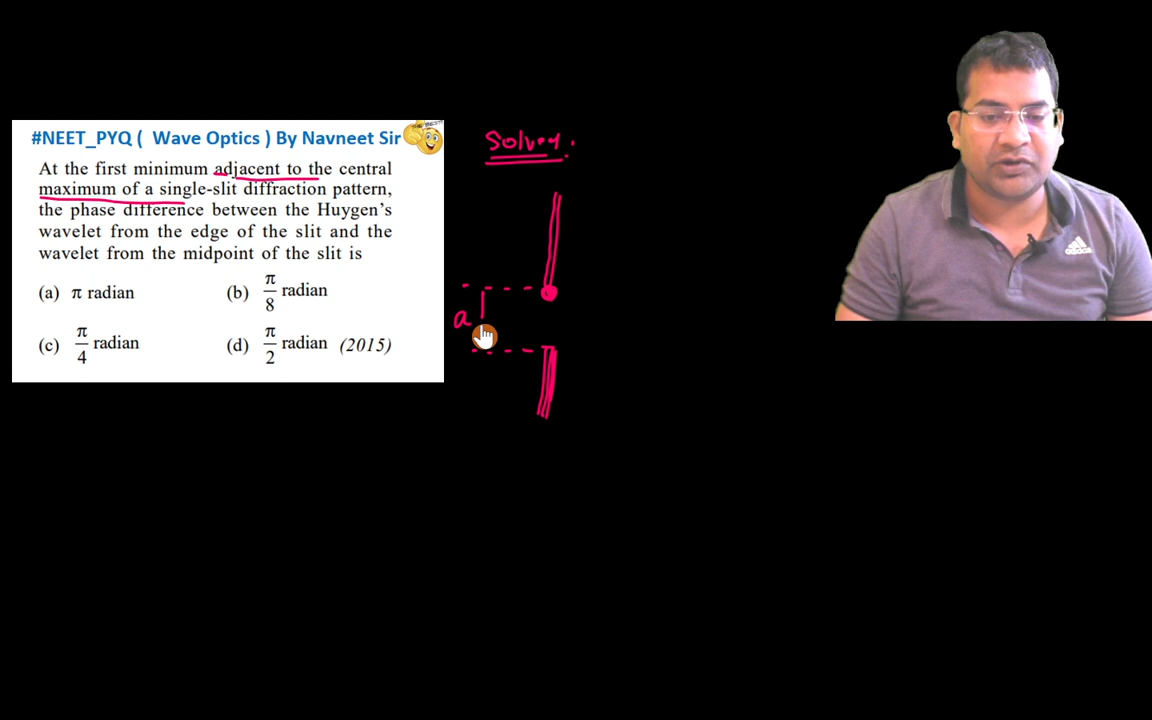 #NEET_PYQ ( Wave Optics ) By Navneet Sir
At the first minimum adjacent to the central
maximum of a single-slit diffraction pattern,
the phase difference between the Huygen's
wavelet from the edge of the slit and the
wavelet from the midpoint of the slit is
(a) π radian (b) π/8 radian
(c) π/4 radian (d) π/2 radian (2015)
Solver:
a
adidas